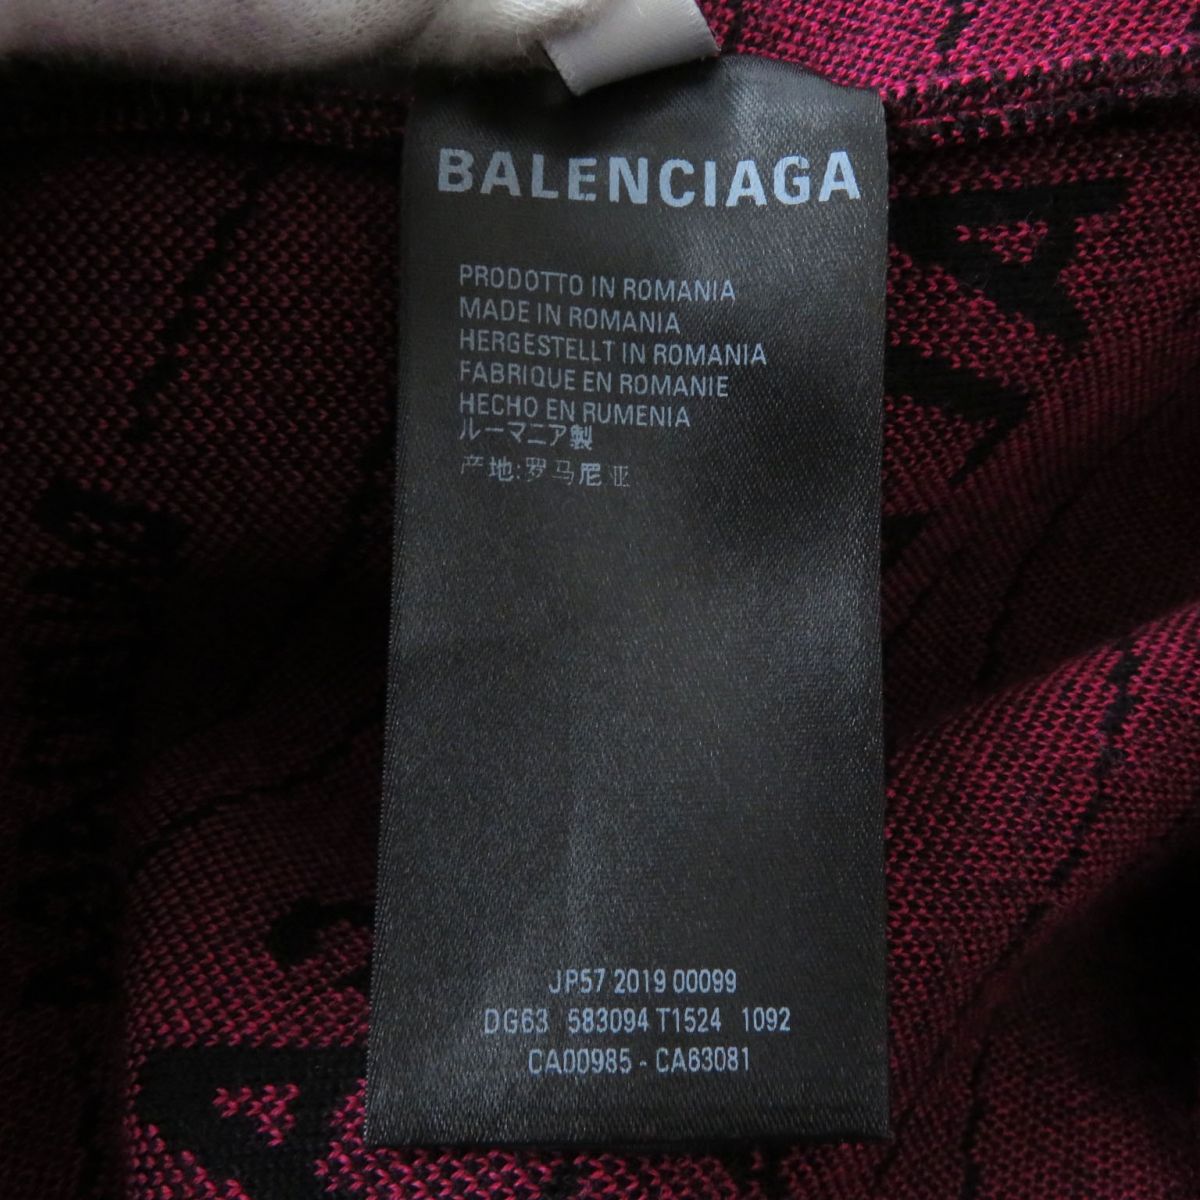 BALENCIAGA
PRODOTTO IN ROMANIA
MADE IN ROMANIA
HERGESTELLT IN ROMANIA
FABRIQUE EN ROMANIE
HECHO EN RUMENIA
ルーマニア製
产地:罗马尼亚
JP57 2019 00099
DG63 583094 T1524 1092
CA00985 - CA63081